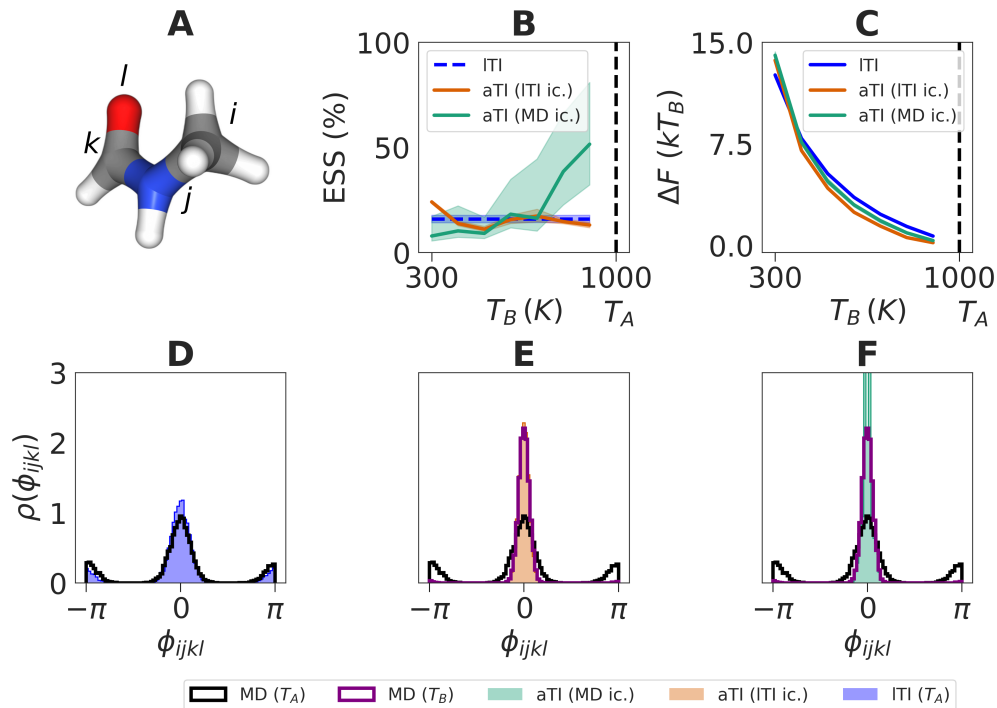 A
B
C
l
k
i
j
ESS (%)
100
50
0
lTI
aTI (lTI ic.)
aTI (MD ic.)
300
1000
T_B (K)
T_A
ΔF (kT_B)
15.0
7.5
0.0
lTI
aTI (lTI ic.)
aTI (MD ic.)
300
1000
T_B (K)
T_A
D
E
F
ρ(ϕ_ijkl)
3
2
1
0
−π 0 π
ϕ_ijkl
−π 0 π
ϕ_ijkl
−π 0 π
ϕ_ijkl
MD (T_A) MD (T_B) aTI (MD ic.) aTI (lTI ic.) lTI (T_A)